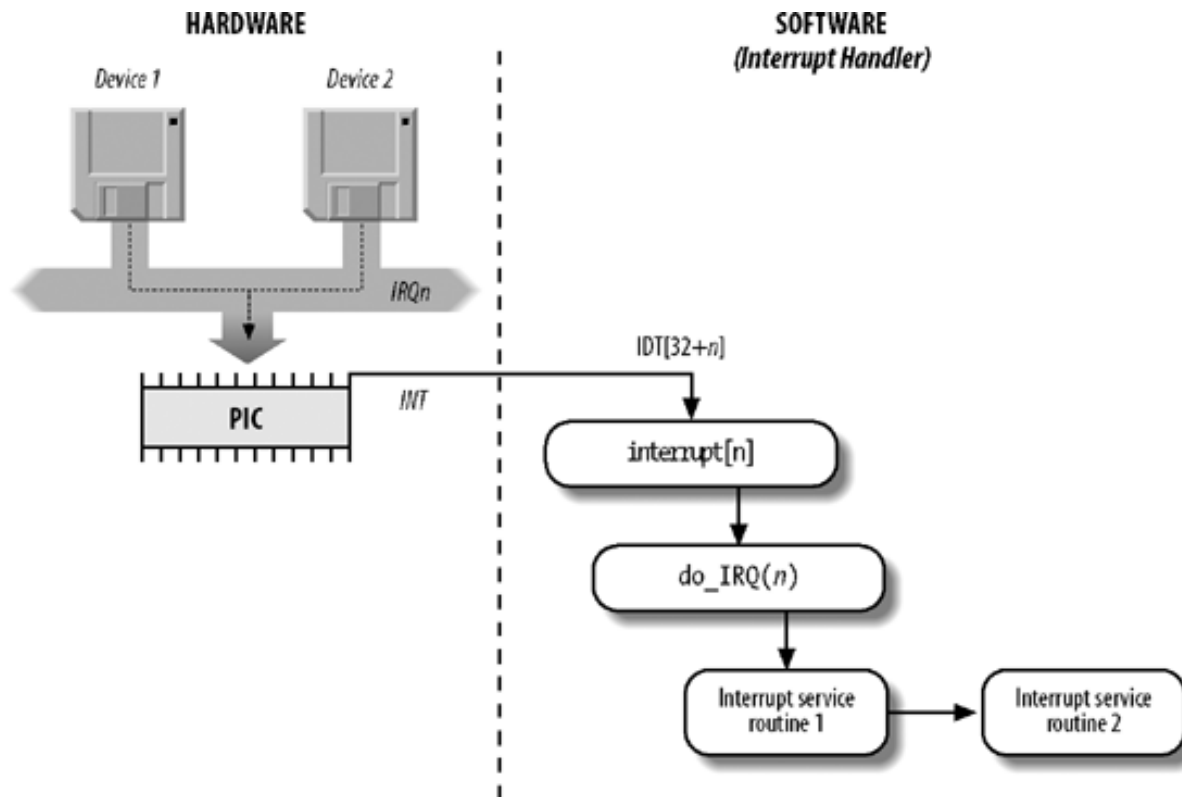 HARDWARE
SOFTWARE
(Interrupt Handler)
Device 1
Device 2
IRQn
IDT[32+n]
INT
PIC
interrupt[n]
do_IRQ(n)
Interrupt service
routine 1
Interrupt service
routine 2